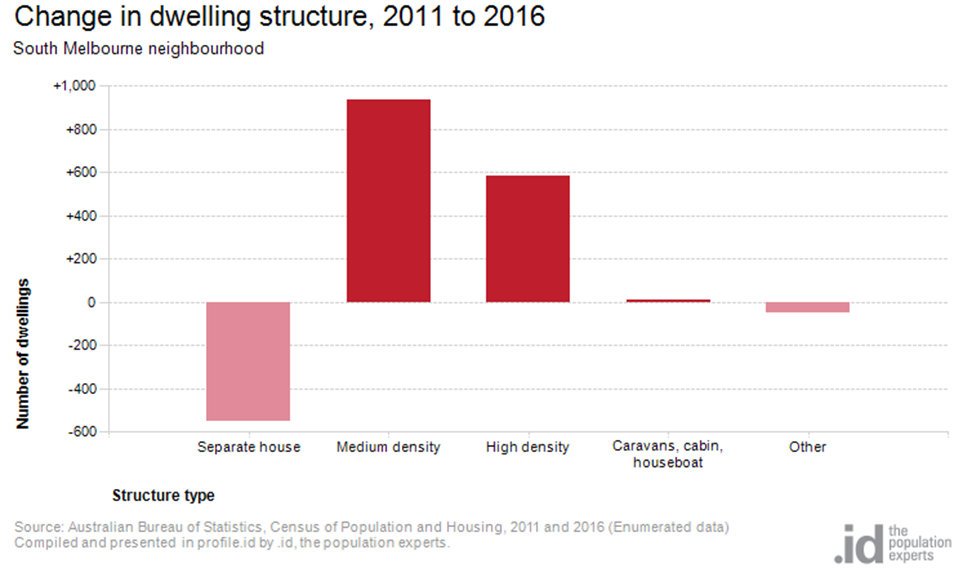 Change in dwelling structure, 2011 to 2016
South Melbourne neighbourhood
+1,000
+800
+600
+400
+200
0
-200
-400
-600
Number of dwellings
Separate house
Medium density
High density
Caravans, cabin,
houseboat
Other
Structure type
Source: Australian Bureau of Statistics, Census of Population and Housing, 2011 and 2016 (Enumerated data)
Compiled and presented in profile.id by .id, the population experts.
.id the
population
experts